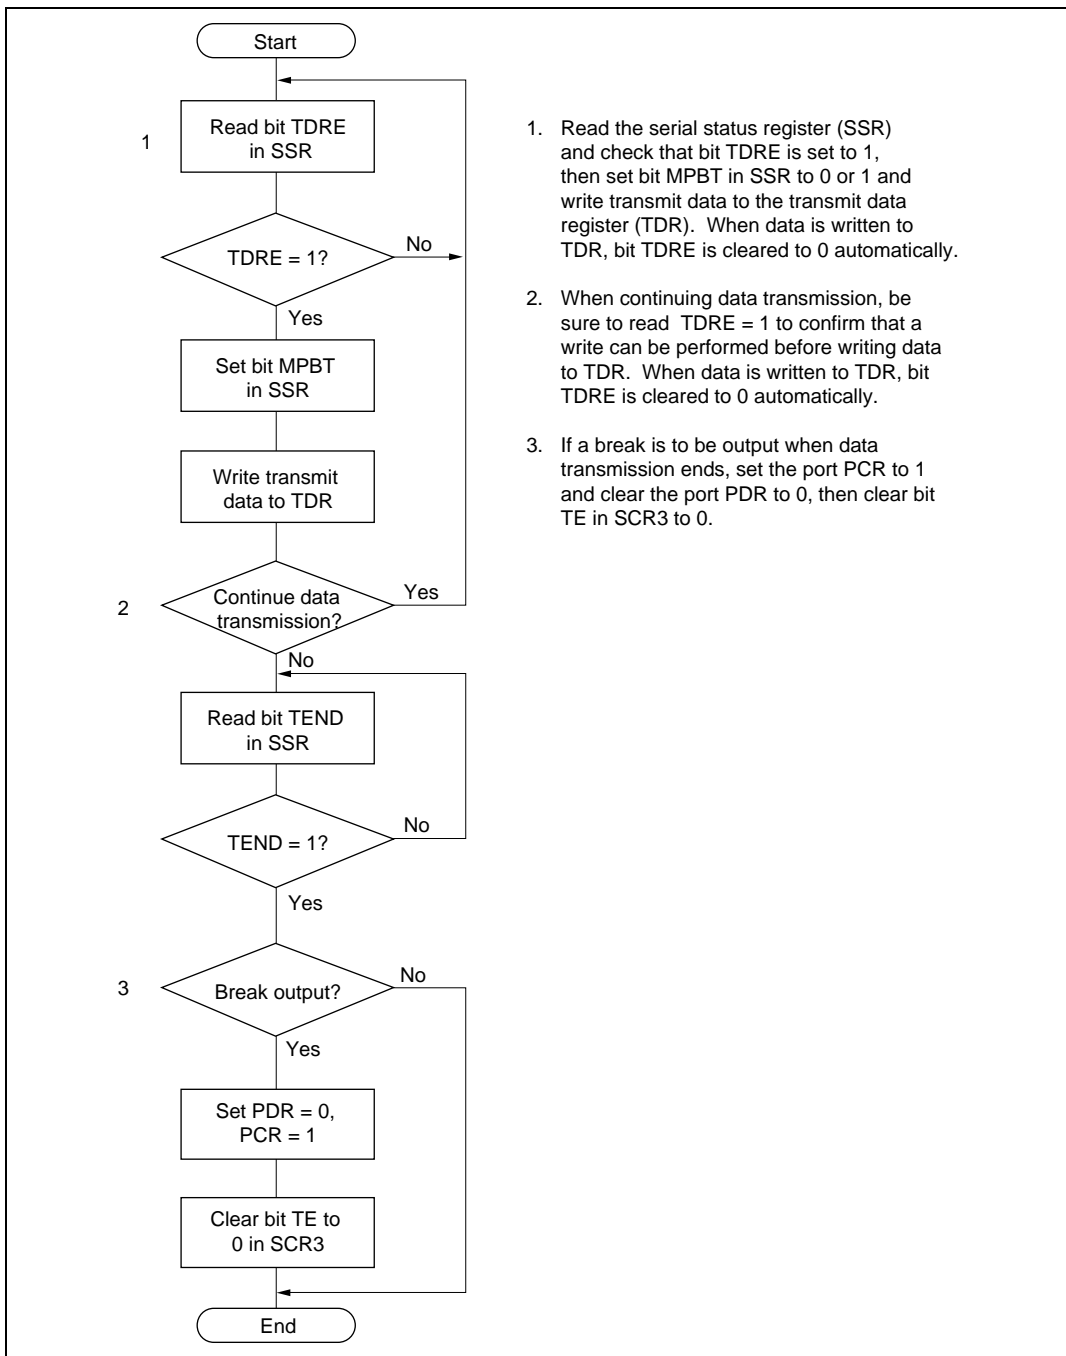 Start
1
Read bit TDRE
in SSR
TDRE = 1?
No
Yes
Set bit MPBT
in SSR
Write transmit
data to TDR
2
Continue data
transmission?
Yes
No
Read bit TEND
in SSR
TEND = 1?
No
Yes
3
Break output?
No
Yes
Set PDR = 0,
PCR = 1
Clear bit TE to
0 in SCR3
End
1. Read the serial status register (SSR)
and check that bit TDRE is set to 1,
then set bit MPBT in SSR to 0 or 1 and
write transmit data to the transmit data
register (TDR). When data is written to
TDR, bit TDRE is cleared to 0 automatically.
2. When continuing data transmission, be
sure to read TDRE = 1 to confirm that a
write can be performed before writing data
to TDR. When data is written to TDR, bit
TDRE is cleared to 0 automatically.
3. If a break is to be output when data
transmission ends, set the port PCR to 1
and clear the port PDR to 0, then clear bit
TE in SCR3 to 0.